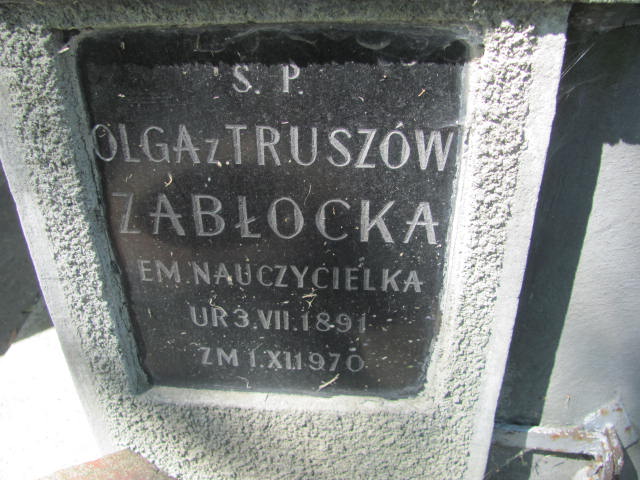 S. P.
OLGA z TRUSZÓW
ZABŁOCKA
EM. NAUCZYCIELKA
UR 3. VII. 1891
ZM 1. XI. 1970